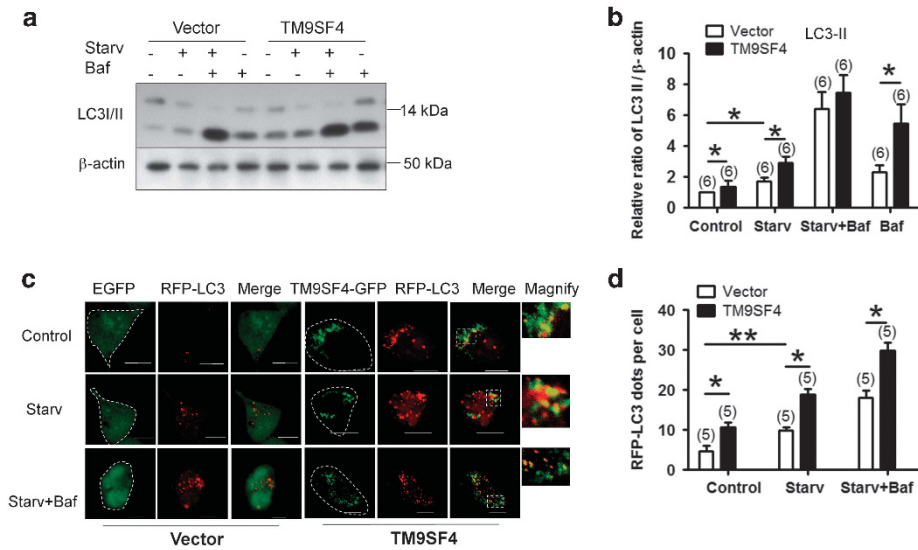 a
Vector TM9SF4
Starv - + + - - + + -
Baf - - + + - - + +
LC3I/II
14 kDa
β-actin
50 kDa
b
Vector
TM9SF4
LC3-II
Relative ratio of LC3 II / β- actin
10
8
6
4
2
0
(6) (6) (6) (6) (6) (6) (6) (6)
* * * *
Control Starv Starv+Baf Baf
c
EGFP RFP-LC3 Merge TM9SF4-GFP RFP-LC3 Merge Magnify
Control
Starv
Starv+Baf
Vector TM9SF4
d
Vector
TM9SF4
RFP-LC3 dots per cell
40
30
20
10
0
(5) (5) (5) (5) (5) (5)
* ** * *
Control Starv Starv+Baf